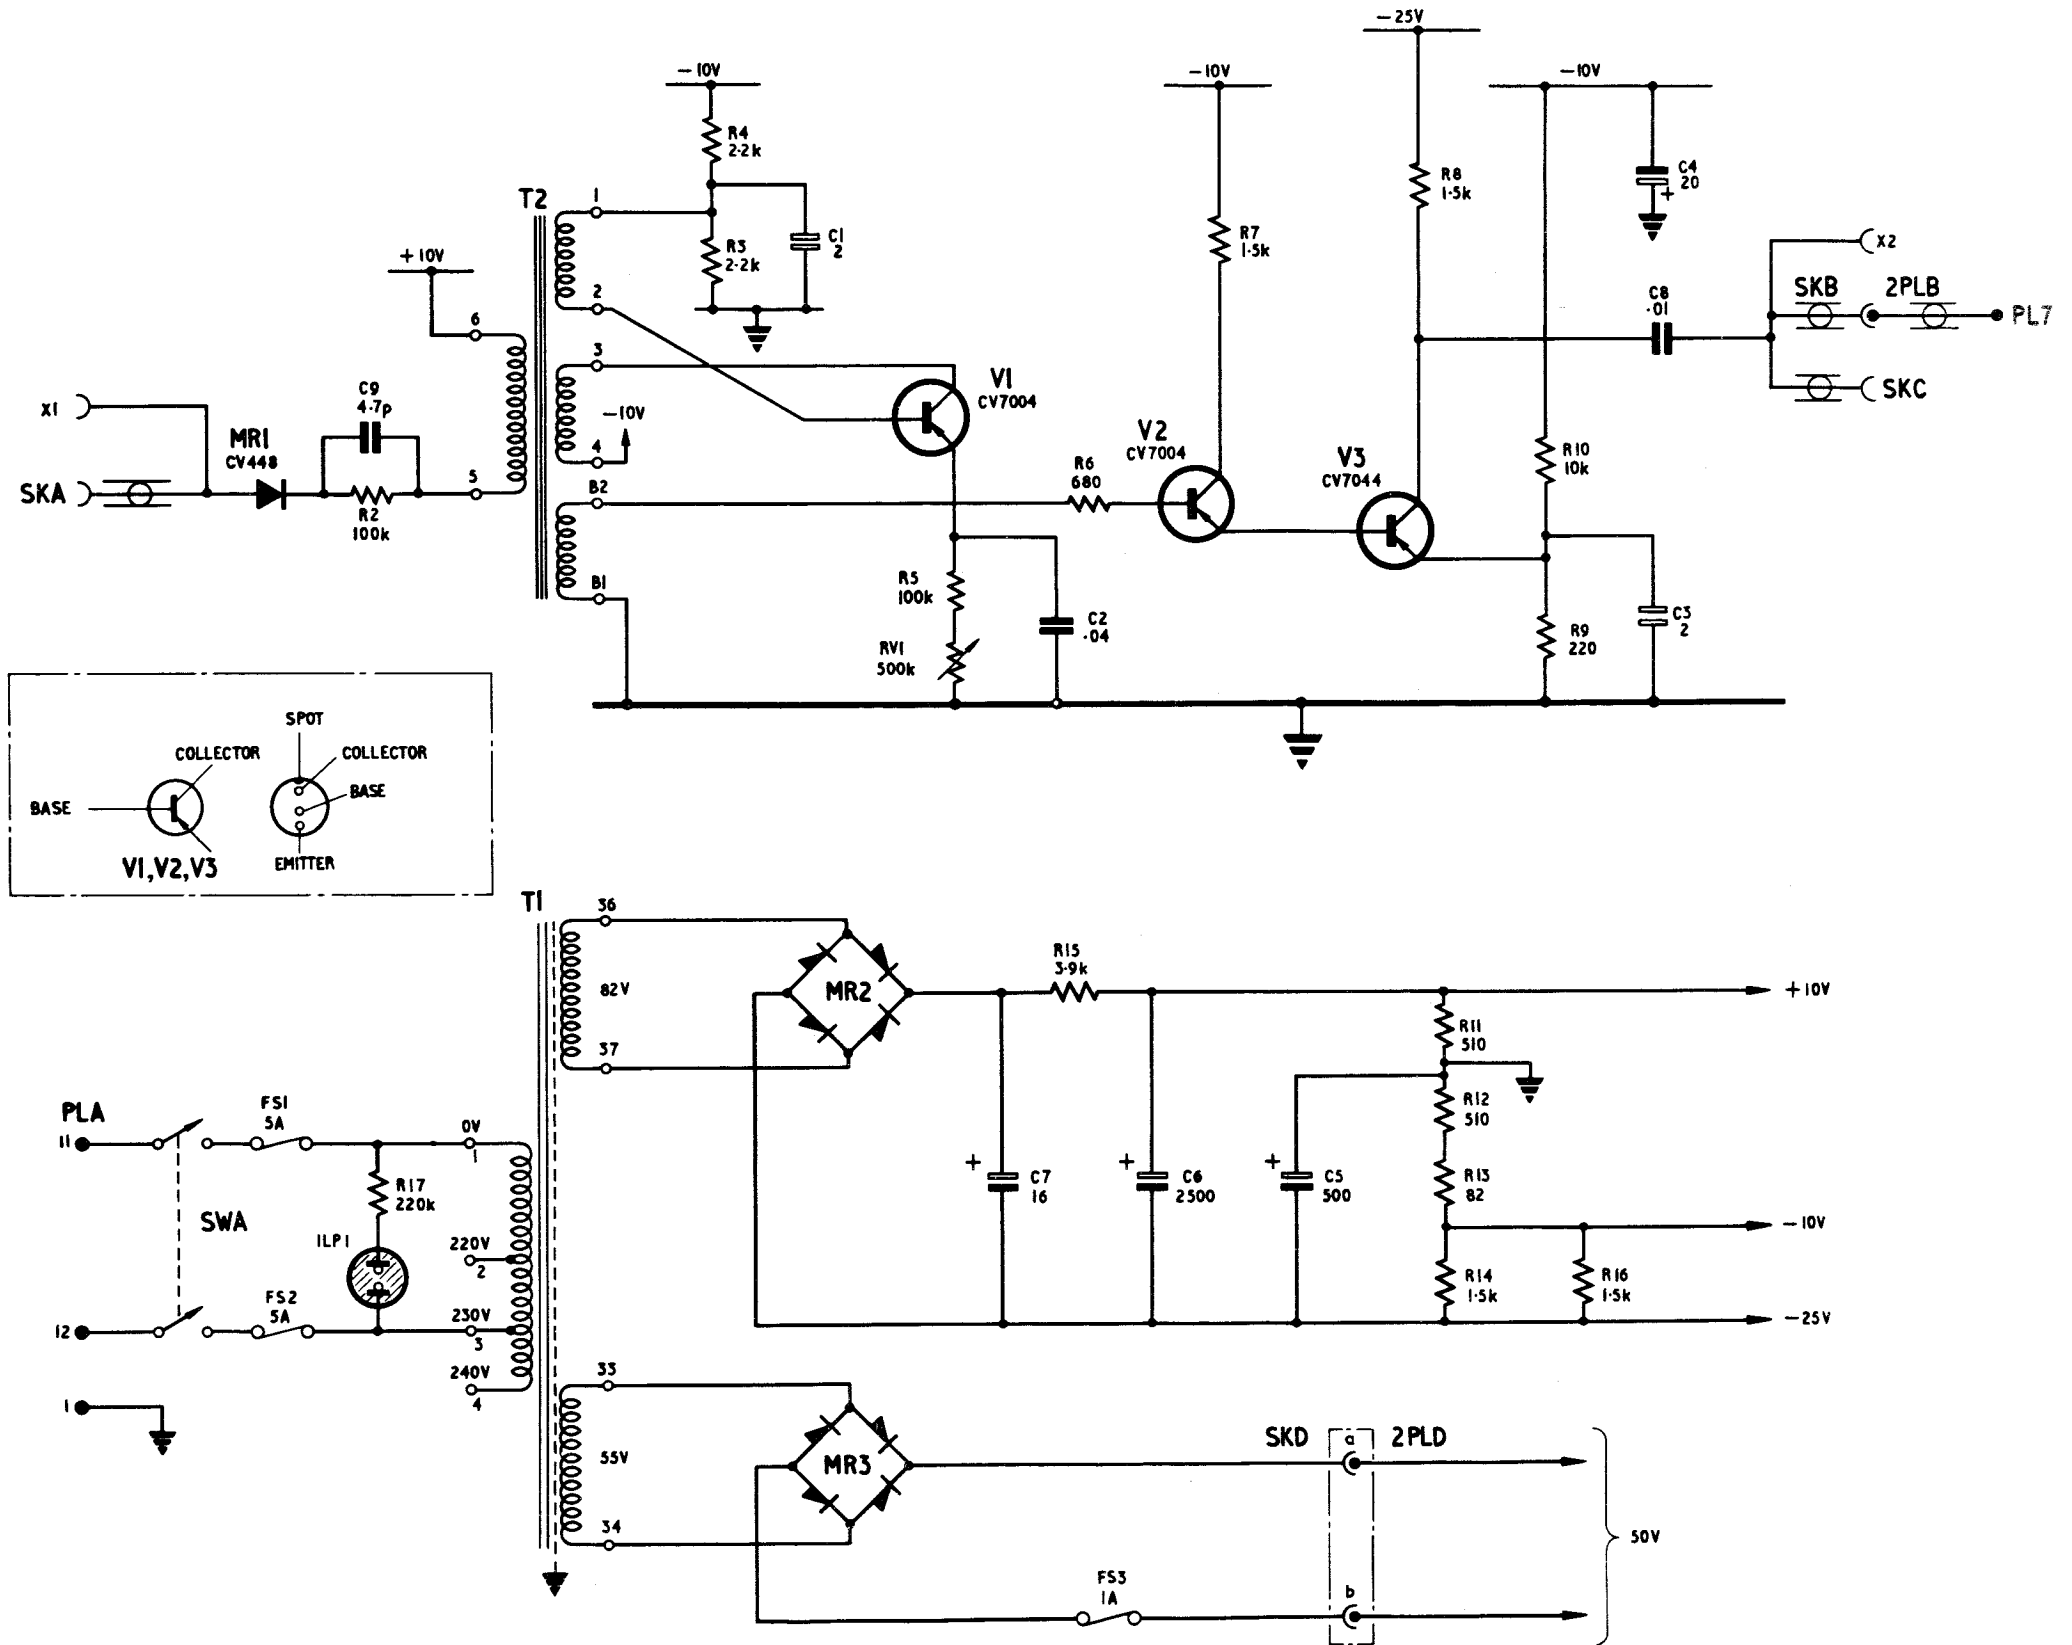 −25V
−10V
−10V
−10V
R4
2·2k
C4
20
R8
1·5k
T2
1
R7
1·5k
C1
2
R3
2·2k
X2
+10V
SKB
2PLB
2
C8
·01
PL7
6
3
V1
CV7004
C9
4·7p
SKC
X1
−10V
MR1
CV448
4
V2
CV7004
R10
10k
V3
CV7044
R6
680
5
B2
SKA
R2
100k
R5
100k
B1
C2
·04
C3
2
R9
220
RV1
500k
SPOT
COLLECTOR
COLLECTOR
BASE
BASE
V1,V2,V3
EMITTER
T1
36
R15
3·9k
82V
MR2
+10V
R11
510
37
PLA
FS1
5A
R12
510
11
0V
1
R17
220k
C7
16
C6
2500
C5
500
R13
82
SWA
−10V
ILP1
220V
2
R14
1·5k
R16
1·5k
FS2
5A
230V
12
3
−25V
240V
4
33
1
SKD
a
2PLD
55V
MR3
34
50V
FS3
1A
b